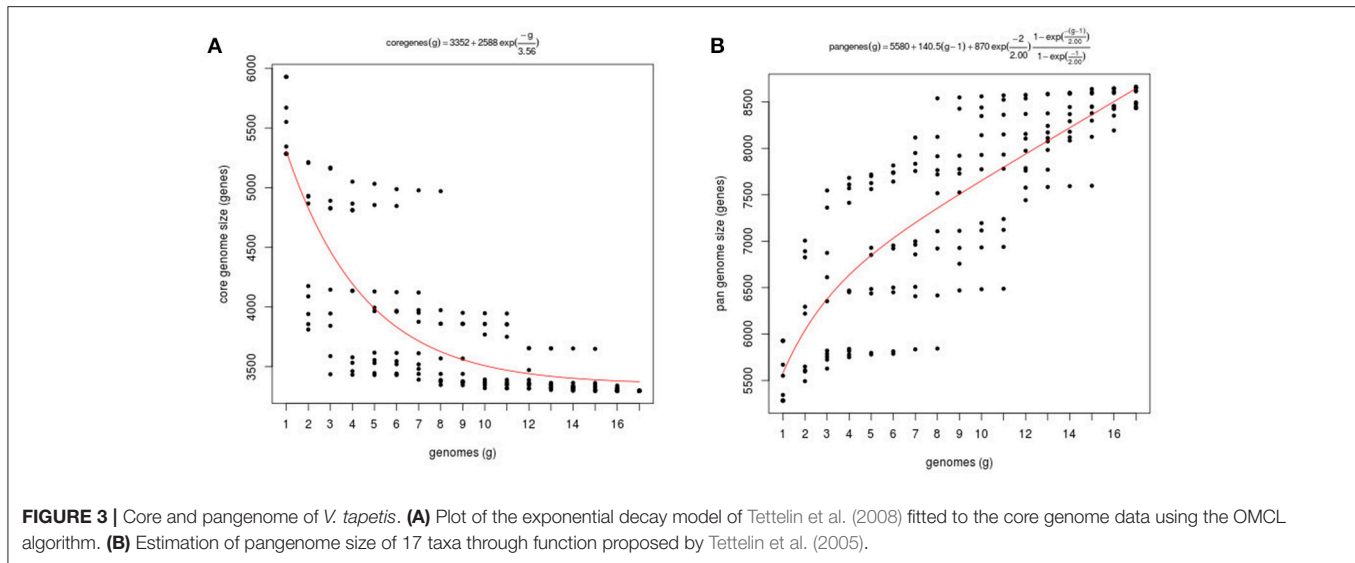 A
coregenes(g) = 3352 + 2588 exp(-g/3.56)
core genome size (genes)
6000
5500
5000
4500
4000
3500
1 2 3 4 5 6 7 8 9 10 12 14 16
genomes (g)
B
pangenes(g) = 5580 + 140.5(g-1) + 870 exp(-2/2.00) (1-exp(-(g-1)/2.00))/(1-exp(-1/2.00))
pan genome size (genes)
8500
8000
7500
7000
6500
6000
5500
1 2 3 4 5 6 7 8 9 10 12 14 16
genomes (g)
FIGURE 3 | Core and pangenome of V. tapetis. (A) Plot of the exponential decay model of Tettelin et al. (2008) fitted to the core genome data using the OMCL
algorithm. (B) Estimation of pangenome size of 17 taxa through function proposed by Tettelin et al. (2005).